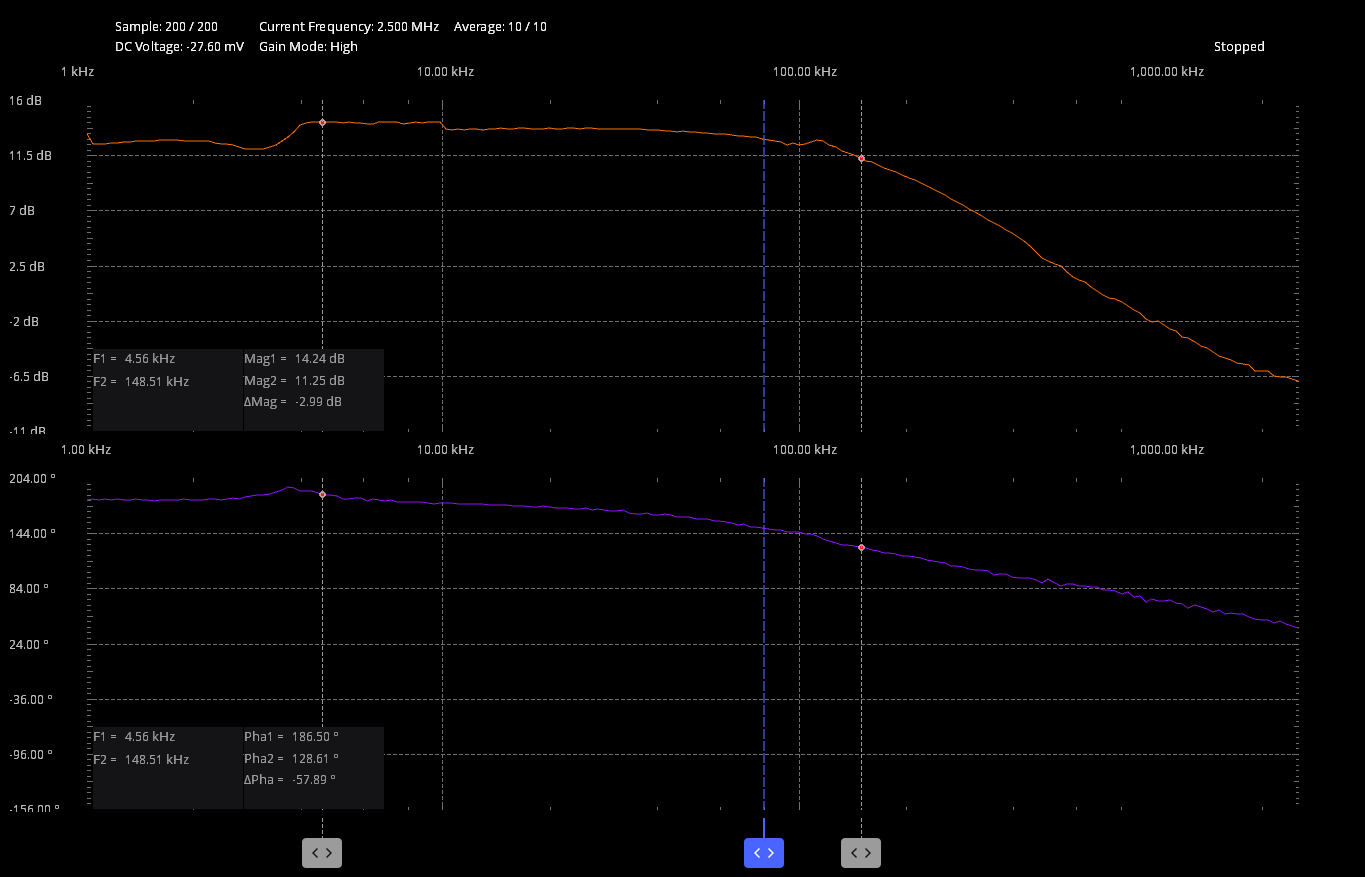 Sample: 200 / 200 Current Frequency: 2.500 MHz Average: 10 / 10
DC Voltage: -27.60 mV Gain Mode: High Stopped
1 kHz 10.00 kHz 100.00 kHz 1,000.00 kHz
16 dB
11.5 dB
7 dB
2.5 dB
-2 dB
F1 = 4.56 kHz Mag1 = 14.24 dB
-6.5 dB F2 = 148.51 kHz Mag2 = 11.25 dB
ΔMag = -2.99 dB
-11 dB
1.00 kHz 10.00 kHz 100.00 kHz 1,000.00 kHz
204.00 °
144.00 °
84.00 °
24.00 °
-36.00 °
F1 = 4.56 kHz Pha1 = 186.50 °
-96.00 ° F2 = 148.51 kHz Pha2 = 128.61 °
ΔPha = -57.89 °
-156.00 °